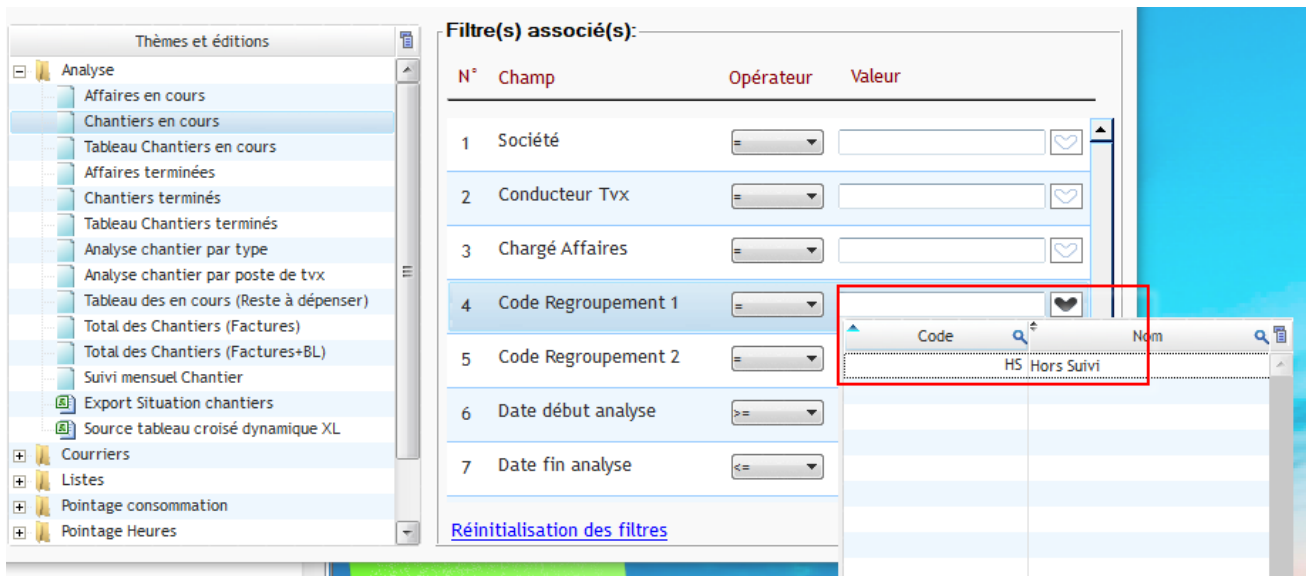 Thèmes et éditions
Analyse
Affaires en cours
Chantiers en cours
Tableau Chantiers en cours
Affaires terminées
Chantiers terminés
Tableau Chantiers terminés
Analyse chantier par type
Analyse chantier par poste de tvx
Tableau des en cours (Reste à dépenser)
Total des Chantiers (Factures)
Total des Chantiers (Factures+BL)
Suivi mensuel Chantier
Export Situation chantiers
Source tableau croisé dynamique XL
Courriers
Listes
Pointage consommation
Pointage Heures
Filtre(s) associé(s):
N° Champ Opérateur Valeur
1 Société =
2 Conducteur Tvx =
3 Chargé Affaires =
4 Code Regroupement 1 =
5 Code Regroupement 2 =
6 Date début analyse >=
7 Date fin analyse <=
Réinitialisation des filtres
Code Nom
HS Hors Suivi